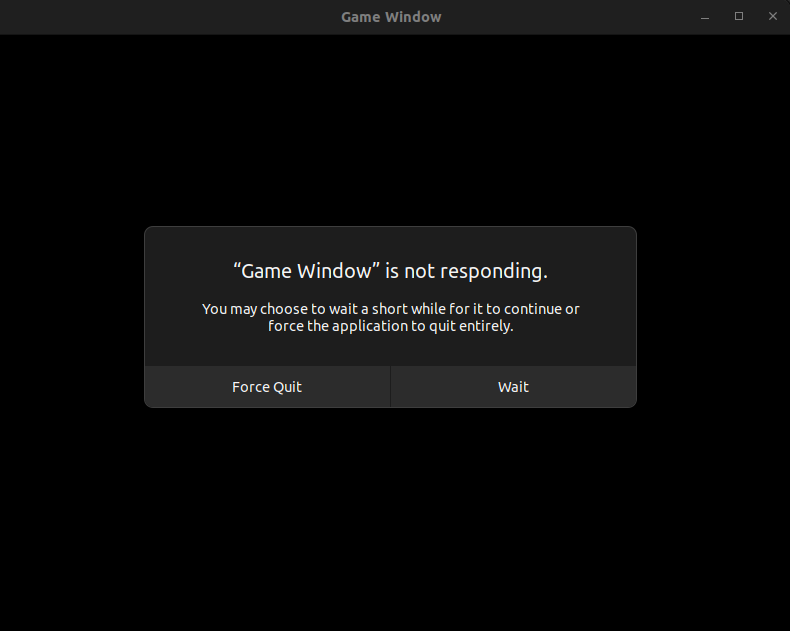 Game Window
“Game Window” is not responding.
You may choose to wait a short while for it to continue or
force the application to quit entirely.
Force Quit
Wait